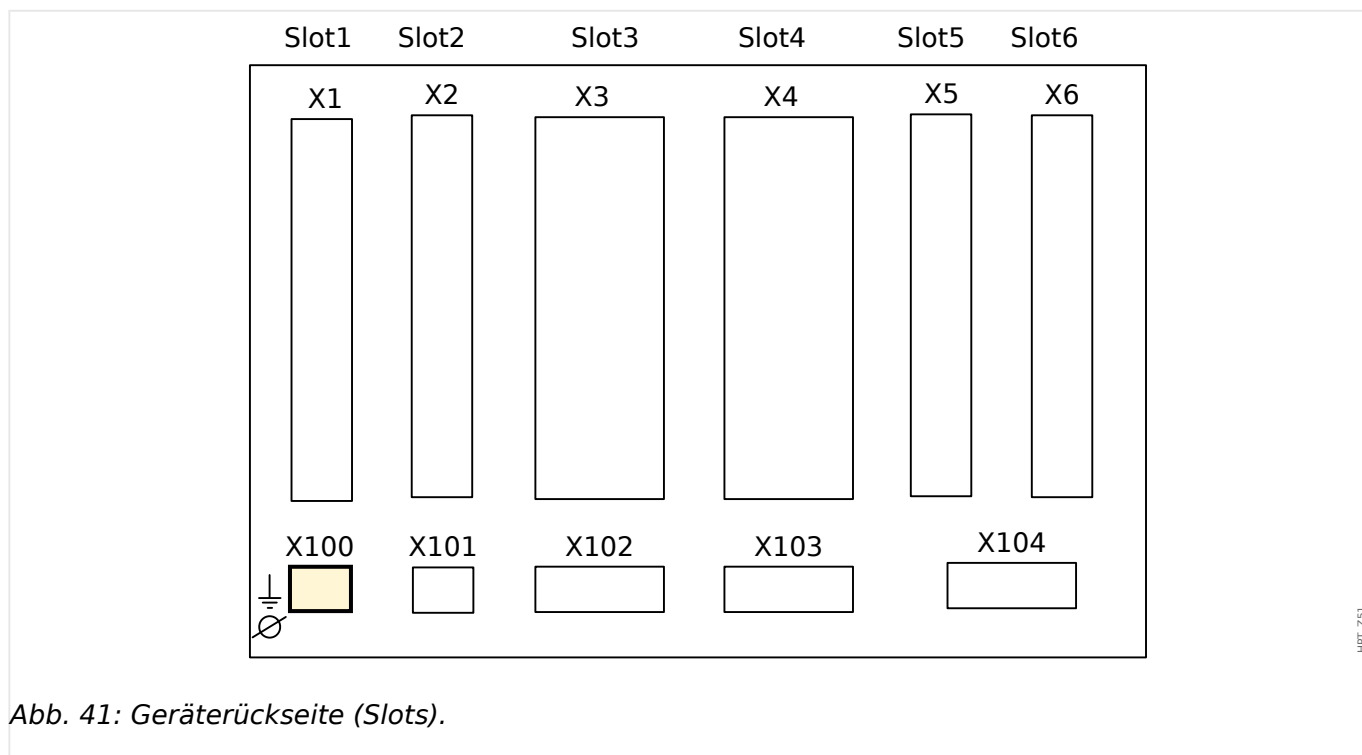 Slot1 Slot2 Slot3 Slot4 Slot5 Slot6
X1 X2 X3 X4 X5 X6
X100 X101 X102 X103 X104
Abb. 41: Geräterückseite (Slots).